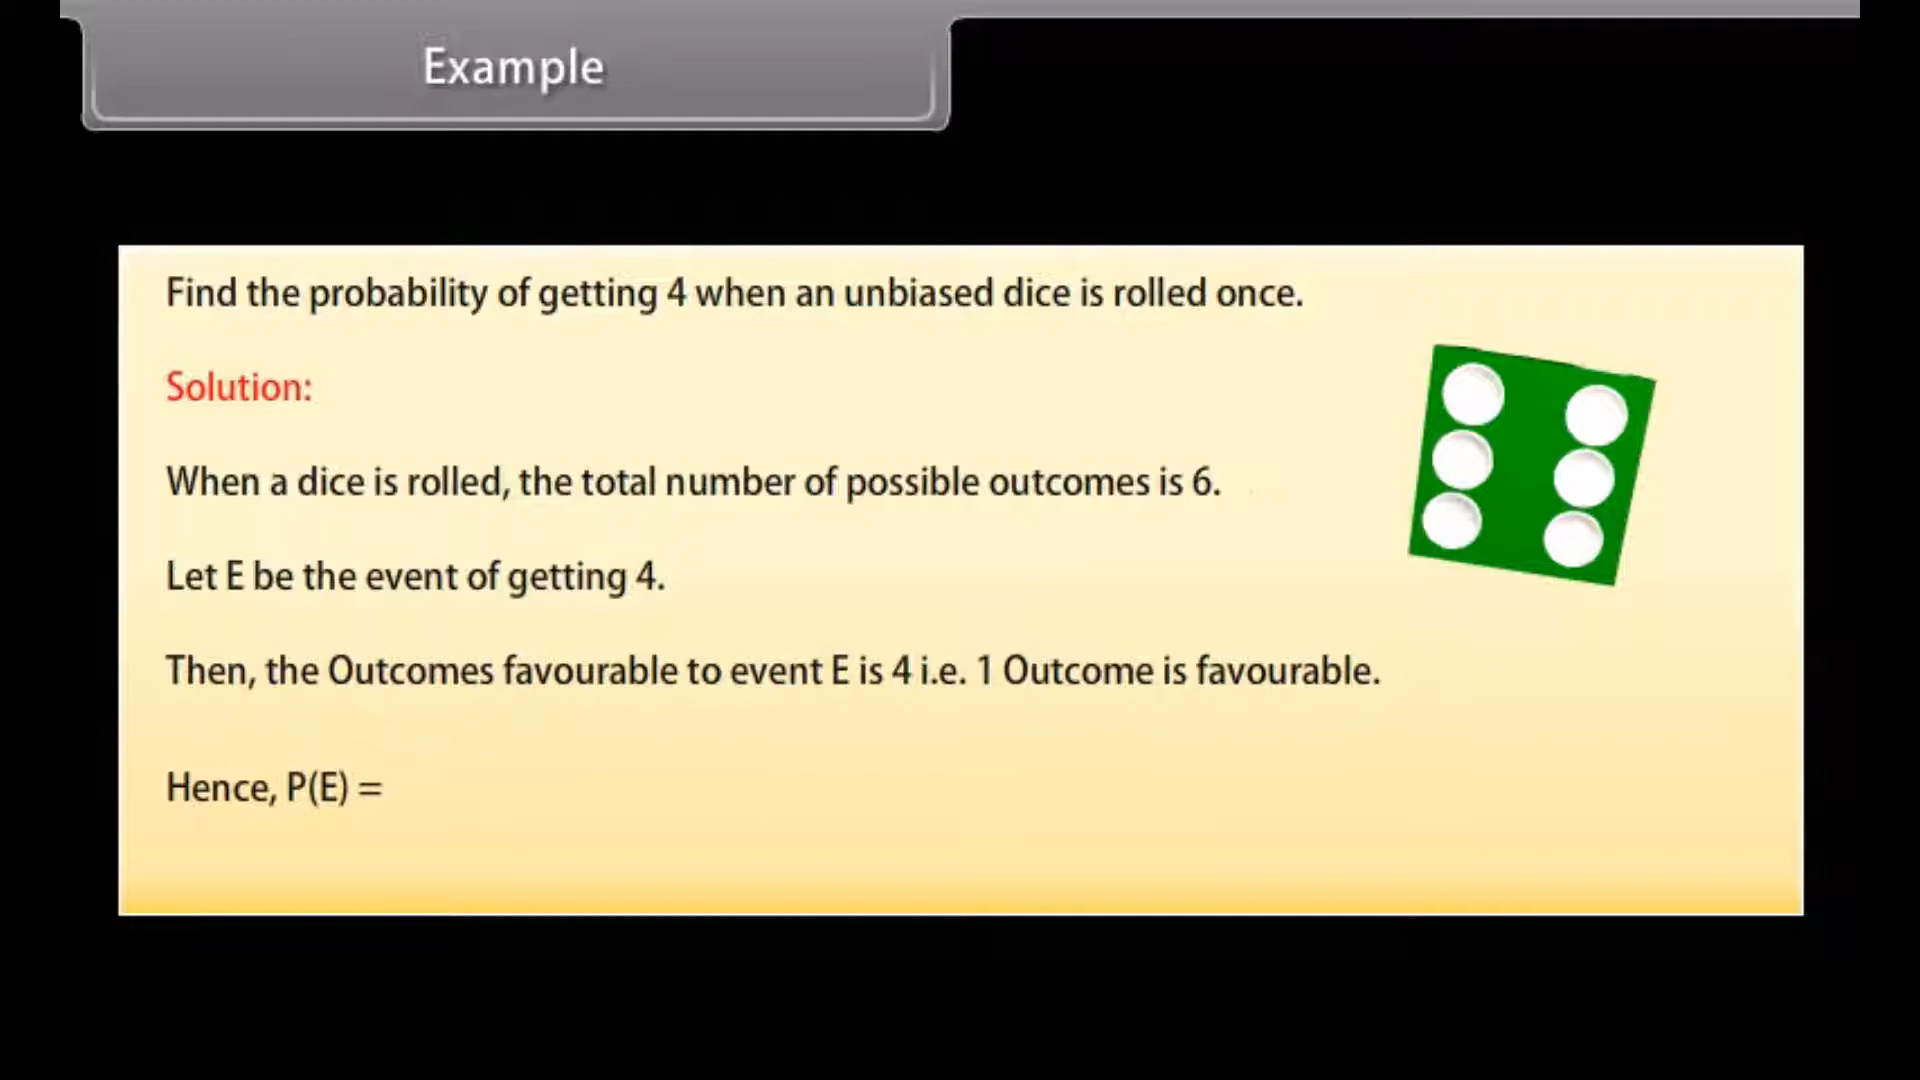 Example
Find the probability of getting 4 when an unbiased dice is rolled once.
Solution:
When a dice is rolled, the total number of possible outcomes is 6.
Let E be the event of getting 4.
Then, the Outcomes favourable to event E is 4 i.e. 1 Outcome is favourable.
Hence, P(E) =